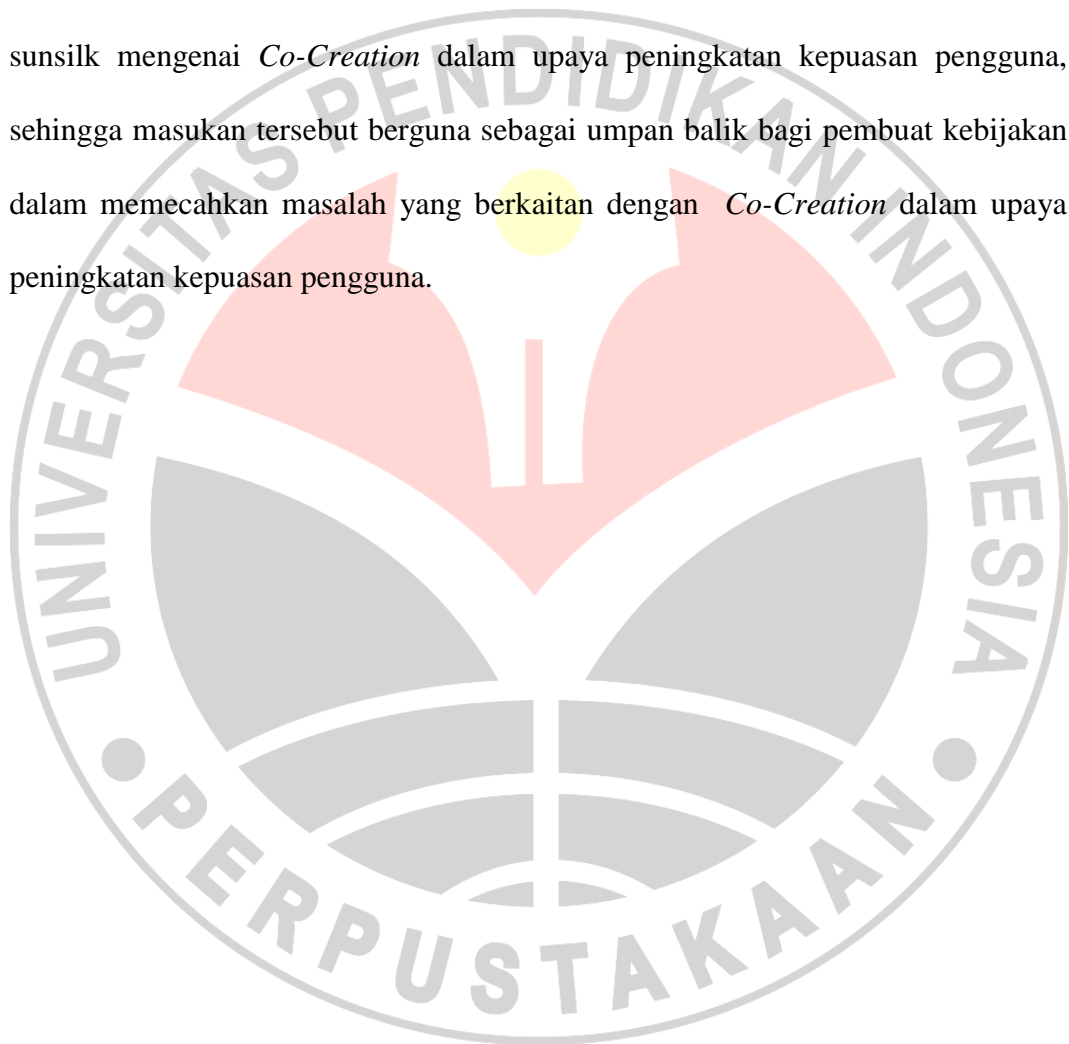 sunsilk mengenai Co-Creation dalam upaya peningkatan kepuasan pengguna,
sehingga masukan tersebut berguna sebagai umpan balik bagi pembuat kebijakan
dalam memecahkan masalah yang berkaitan dengan Co-Creation dalam upaya
peningkatan kepuasan pengguna.
UNIVERSITAS PENDIDIKAN INDONESIA
PERPUSTAKAAN